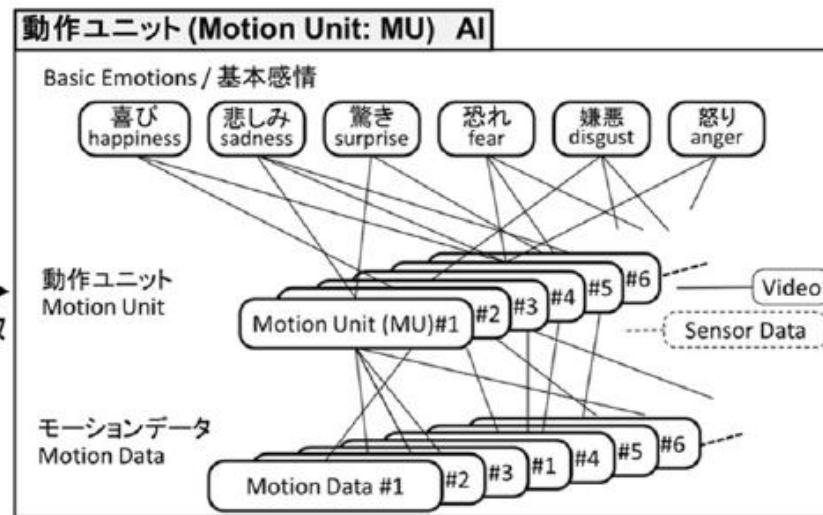 動作ユニット (Motion Unit: MU) AI
Basic Emotions / 基本感情
喜び
happiness
悲しみ
sadness
驚き
surprise
恐れ
fear
嫌悪
disgust
怒り
anger
動作ユニット
Motion Unit
Motion Unit (MU)#1
#2
#3
#4
#5
#6
Video
Sensor Data
モーションデータ
Motion Data
Motion Data #1
#2
#3
#1
#4
#5
#6